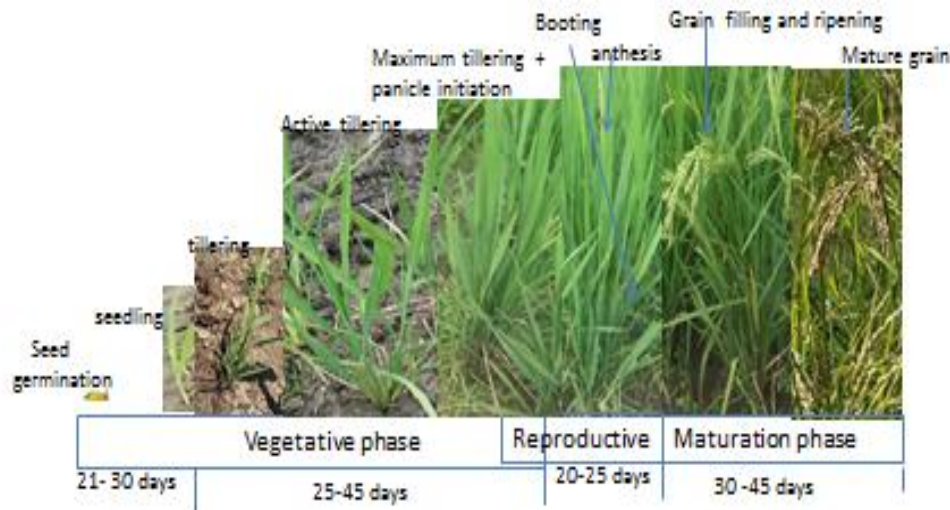 Booting
Grain filling and ripening
anthesis
Mature grain
Maximum tillering +
panicle initiation
Active tillering
tillering
seedling
Seed
germination
Vegetative phase
Reproductive
Maturation phase
21- 30 days
25-45 days
20-25 days
30 -45 days